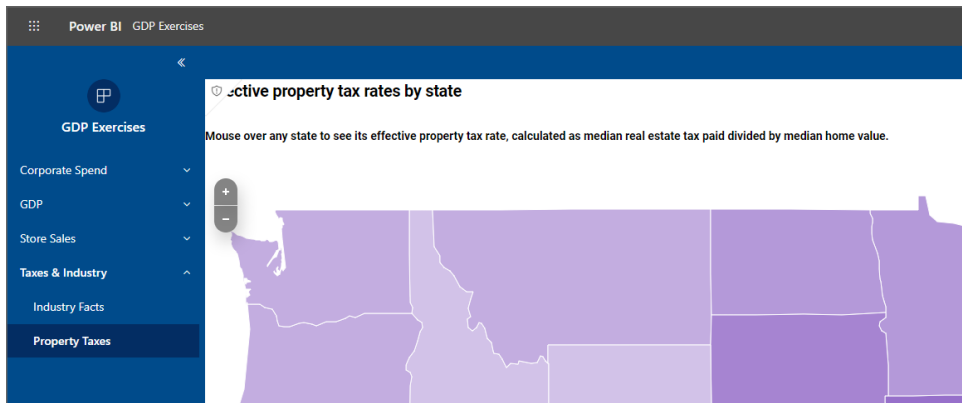 Power BI GDP Exercises
GDP Exercises
Corporate Spend
GDP
Store Sales
Taxes & Industry
Industry Facts
Property Taxes
ective property tax rates by state
Mouse over any state to see its effective property tax rate, calculated as median real estate tax paid divided by median home value.
+
−